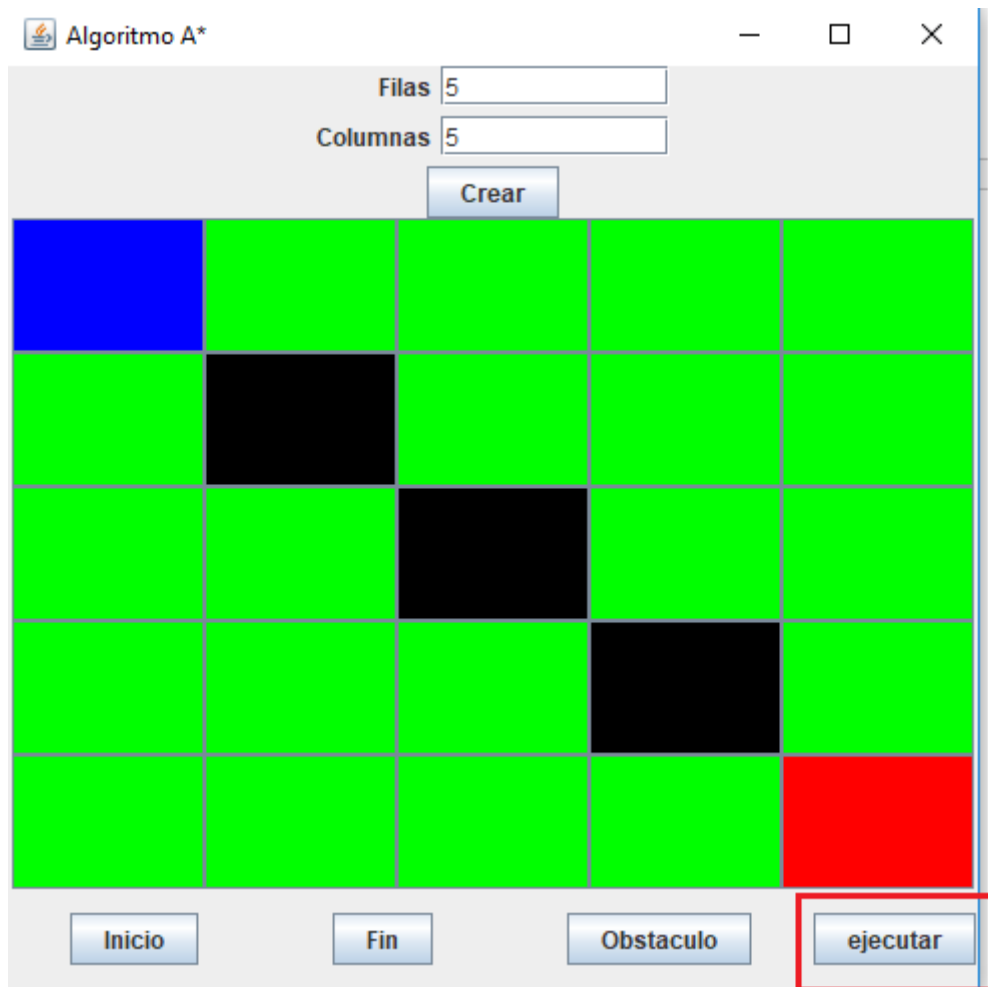 Algoritmo A*
Filas 5
Columnas 5
Crear
Inicio Fin Obstaculo ejecutar